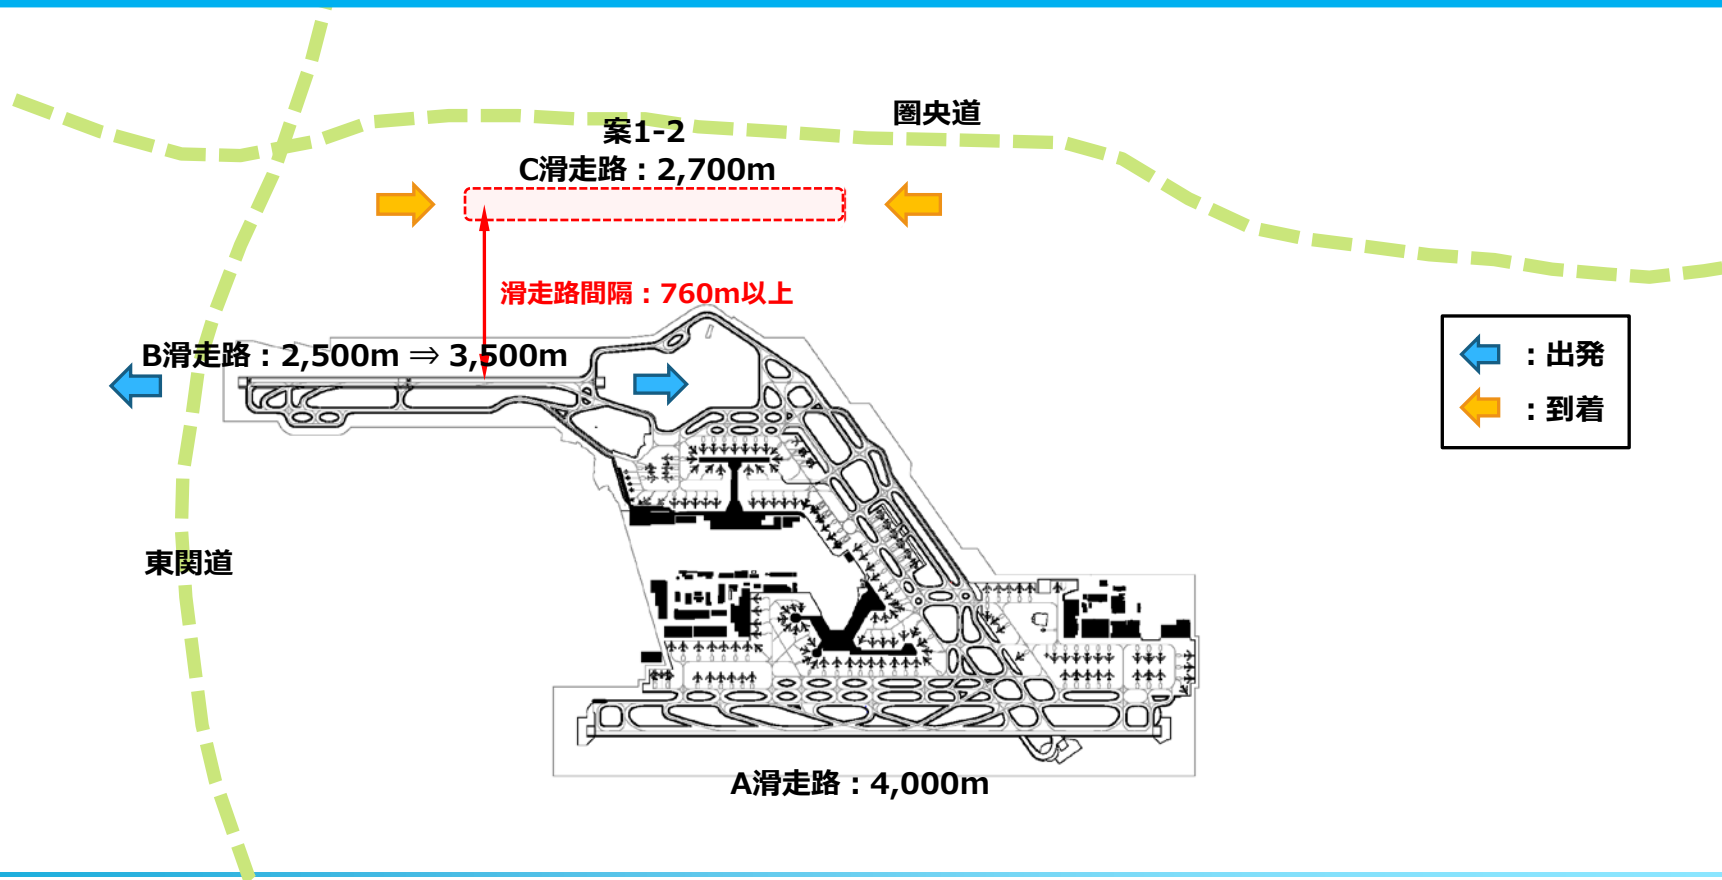 圏央道
案1-2
C滑走路：2,700m
滑走路間隔：760m以上
B滑走路：2,500m ⇒ 3,500m
：出発
：到着
東関道
A滑走路：4,000m